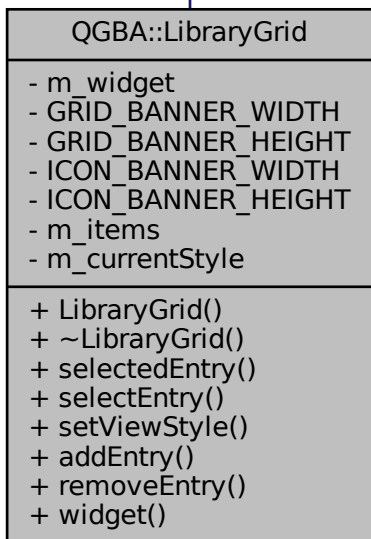 QGBA::LibraryGrid
- m_widget
- GRID_BANNER_WIDTH
- GRID_BANNER_HEIGHT
- ICON_BANNER_WIDTH
- ICON_BANNER_HEIGHT
- m_items
- m_currentStyle
+ LibraryGrid()
+ ~LibraryGrid()
+ selectedEntry()
+ selectEntry()
+ setViewStyle()
+ addEntry()
+ removeEntry()
+ widget()